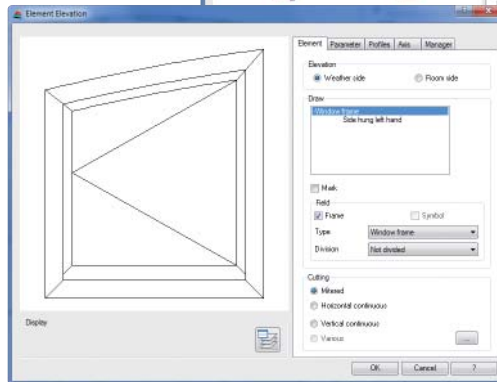 Element Elevation
Element Parameter Profiles Axis Manager
Elevation
Weather side Room side
Draw
Window frame
Side hung left hand
Mark
Field
Frame Symbol
Type Window frame
Division Not divided
Cutting
Mitered
Horizontal continuous
Vertical continuous
Various ...
Display
OK Cancel ?